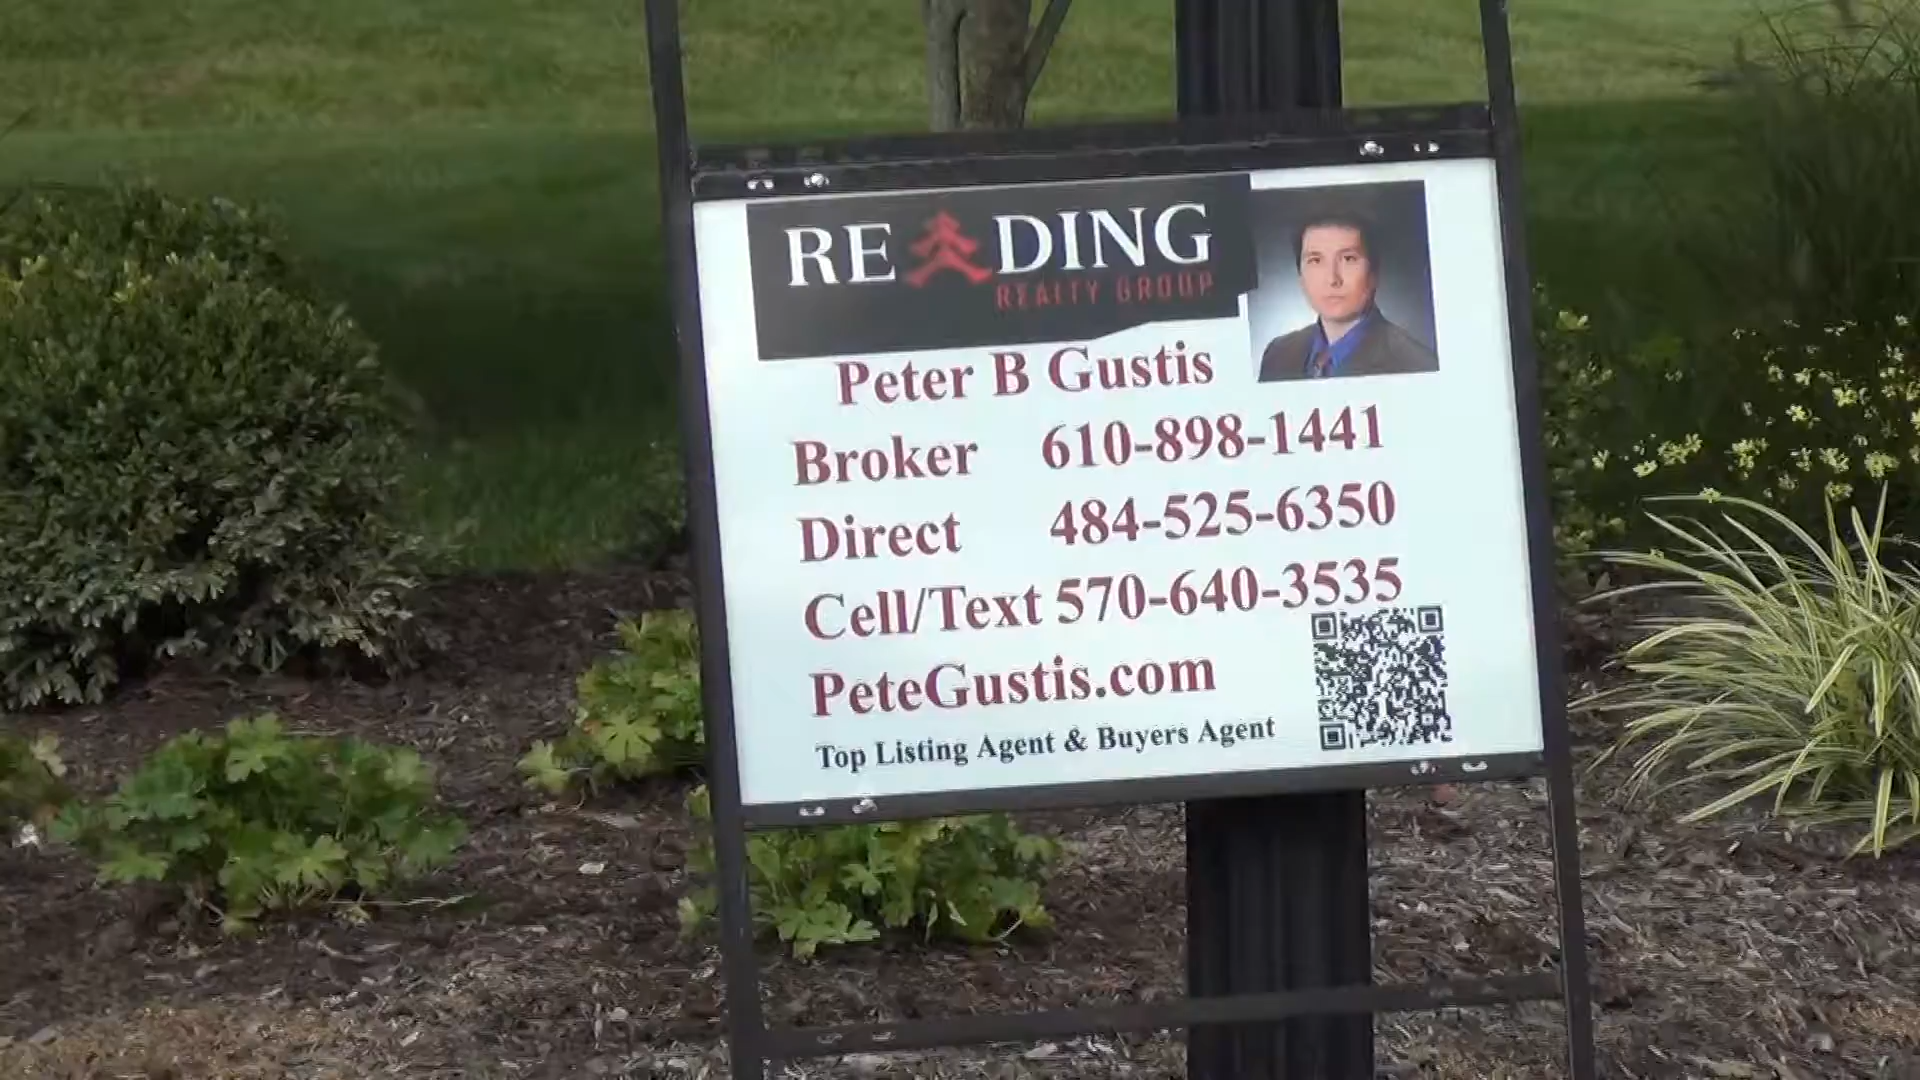 READING
REALTY GROUP
Peter B Gustis
Broker 610-898-1441
Direct 484-525-6350
Cell/Text 570-640-3535
PeteGustis.com
Top Listing Agent & Buyers Agent